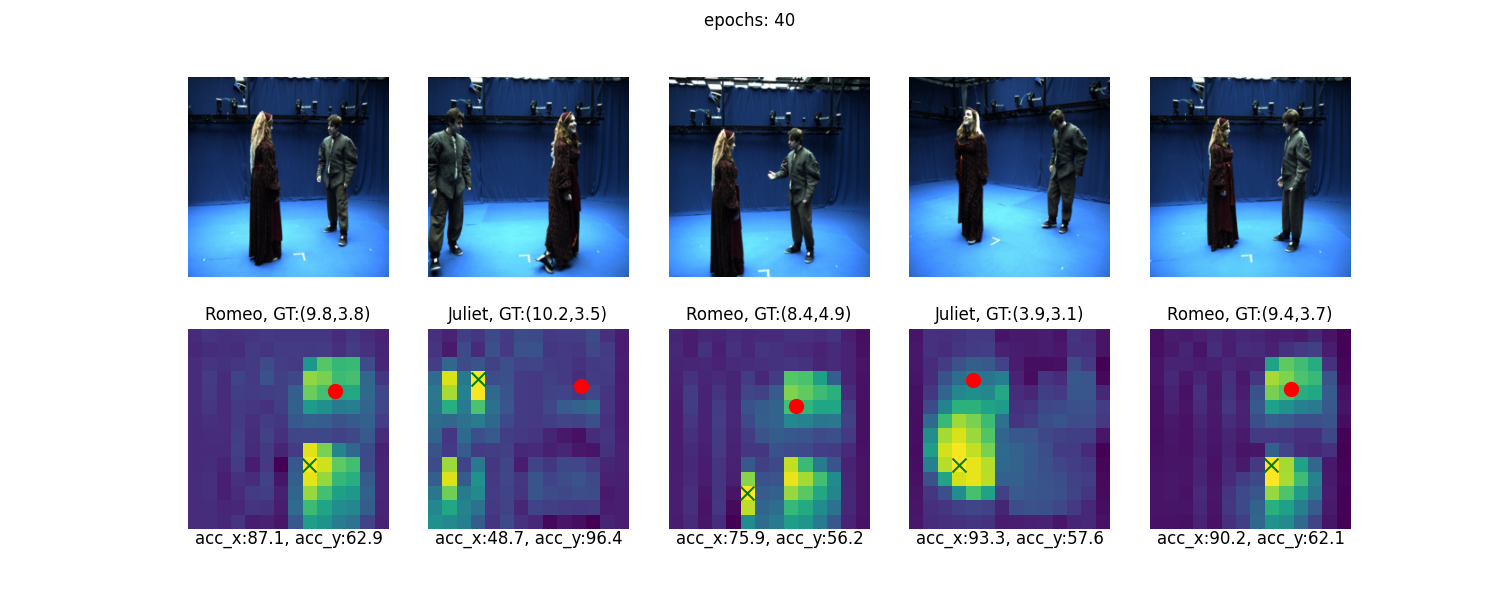 epochs: 40
Romeo, GT:(9.8,3.8)
Juliet, GT:(10.2,3.5)
Romeo, GT:(8.4,4.9)
Juliet, GT:(3.9,3.1)
Romeo, GT:(9.4,3.7)
acc_x:87.1, acc_y:62.9
acc_x:48.7, acc_y:96.4
acc_x:75.9, acc_y:56.2
acc_x:93.3, acc_y:57.6
acc_x:90.2, acc_y:62.1